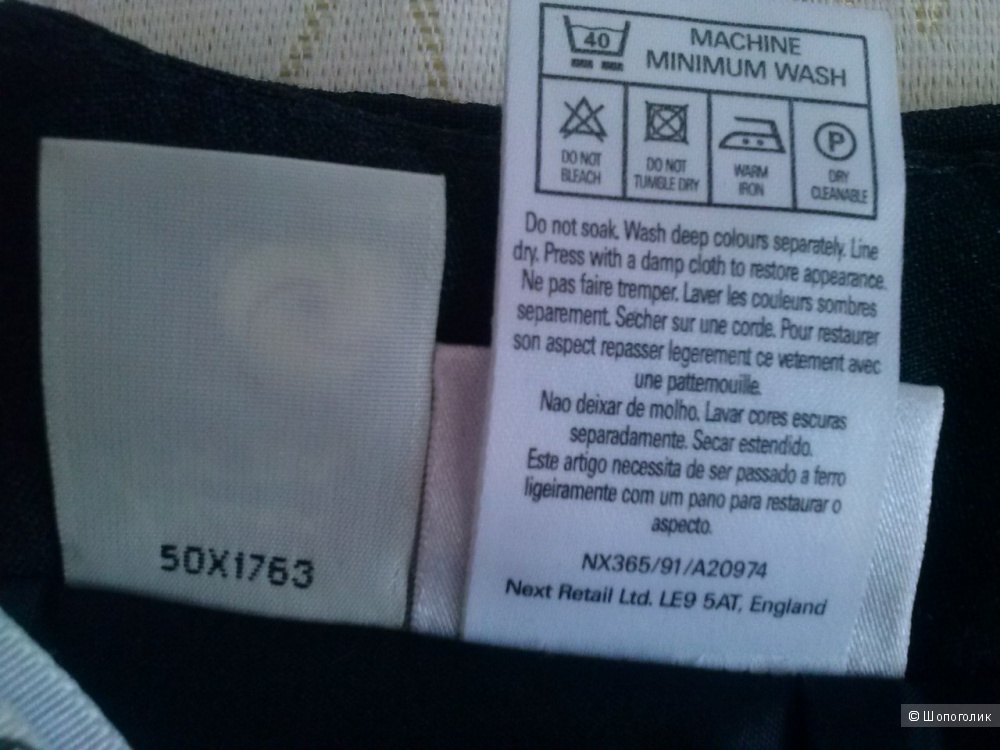 40
MACHINE
MINIMUM WASH
DO NOT
BLEACH
DO NOT
TUMBLE DRY
WARM
IRON
P
DRY
CLEANABLE
Do not soak. Wash deep colours separately. Line
dry. Press with a damp cloth to restore appearance.
Ne pas faire tremper. Laver les couleurs sombres
separement. Secher sur une corde. Pour restaurer
son aspect repasser legerement ce vetement avec
une pattemouille.
Nao deixar de molho. Lavar cores escuras
separadamente. Secar estendido.
Este artigo necessita de ser passado a ferro
ligeiramente com um pano para restaurar o
aspecto.
NX365/91/A20974
Next Retail Ltd. LE9 5AT, England
50X1763
© Шопоголик